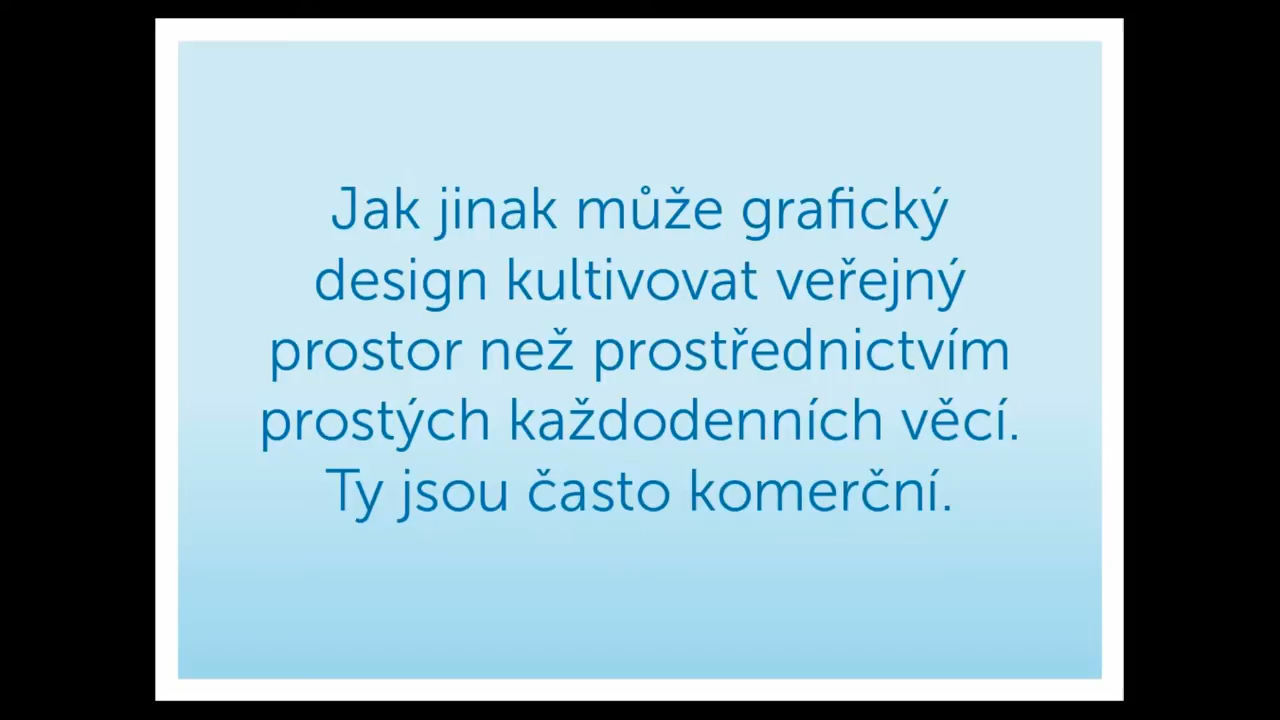 Jak jinak může grafický
design kultivovat veřejný
prostor než prostřednictvím
prostých každodenních věcí.
Ty jsou často komerční.